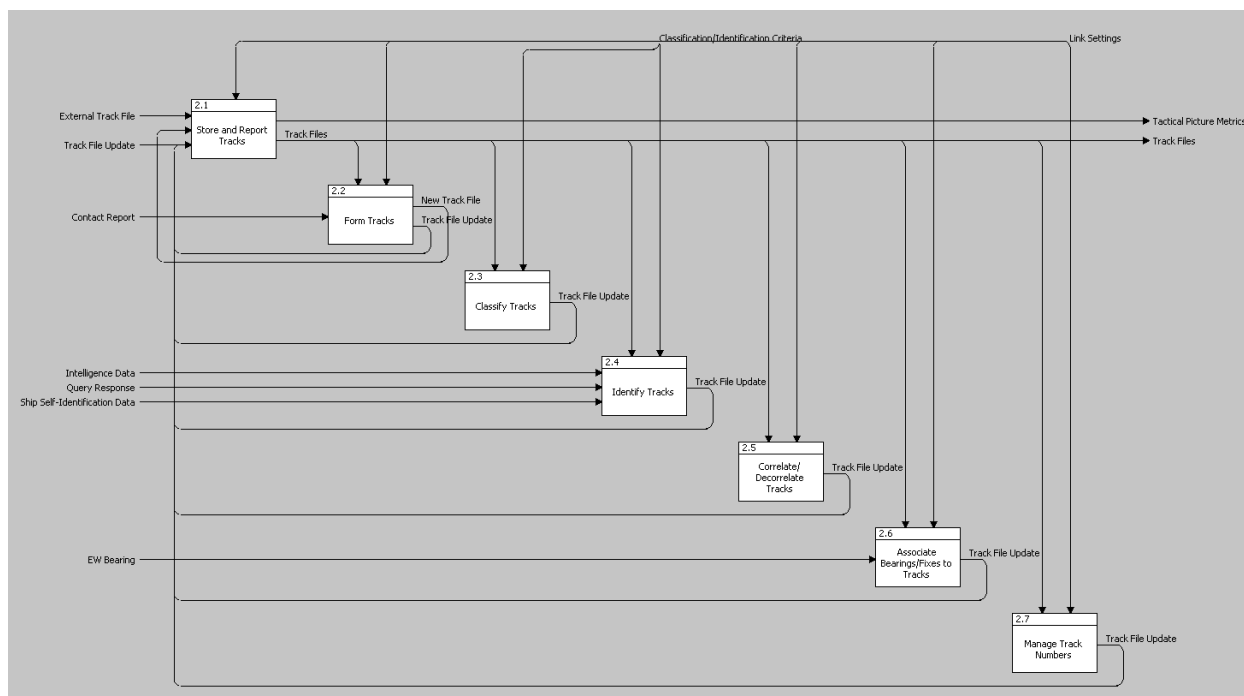 Classification/Identification Criteria
Link Settings
2.1
Store and Report
Tracks
External Track File
Track File Update
Track Files
Tactical Picture Metrics
Track Files
2.2
Form Tracks
Contact Report
New Track File
Track File Update
2.3
Classify Tracks
Track File Update
2.4
Identify Tracks
Intelligence Data
Query Response
Ship Self-Identification Data
Track File Update
2.5
Correlate/
Decorrelate
Tracks
Track File Update
2.6
Associate
Bearings/Fixes to
Tracks
EW Bearing
Track File Update
2.7
Manage Track
Numbers
Track File Update